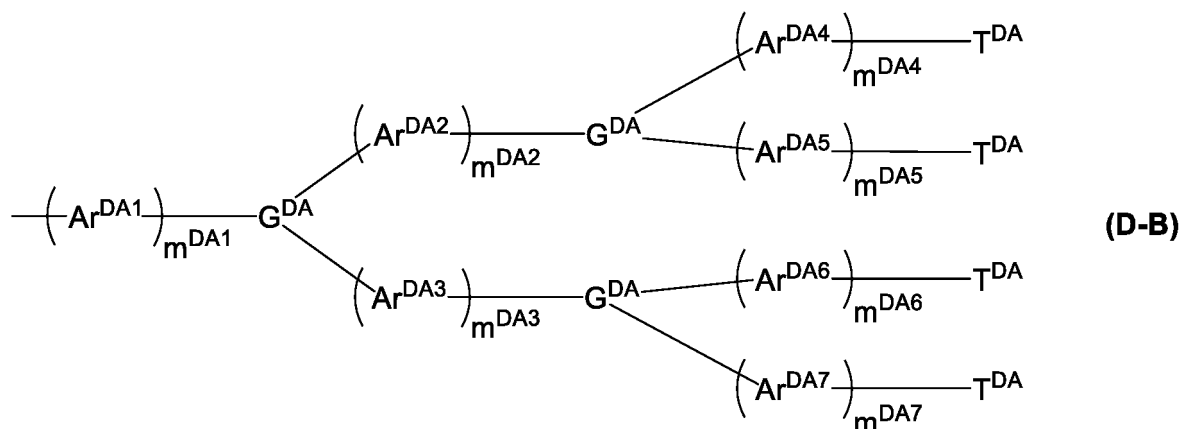 (Ar^DA4)m^DA4 T^DA
(Ar^DA2)m^DA2 G^DA
(Ar^DA5)m^DA5 T^DA
(Ar^DA1)m^DA1 G^DA (D-B)
(Ar^DA6)m^DA6 T^DA
(Ar^DA3)m^DA3 G^DA
(Ar^DA7)m^DA7 T^DA